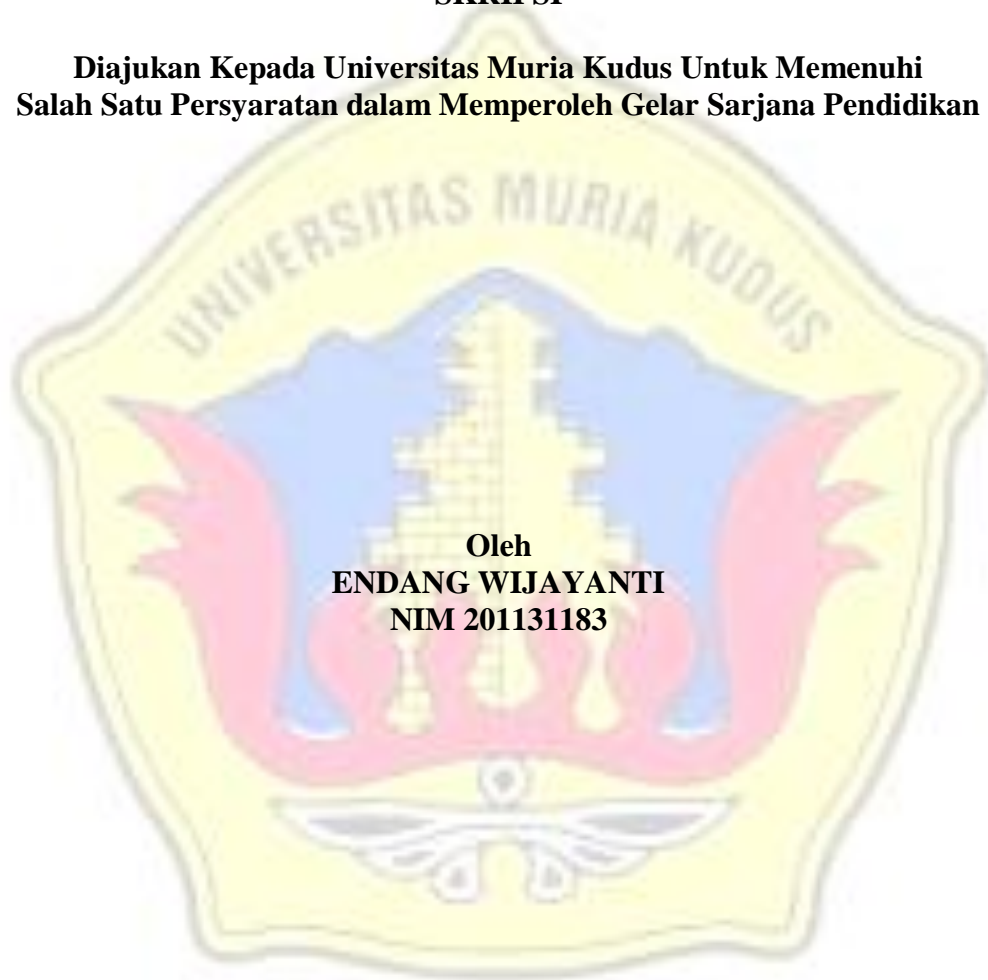 SKRIPSI
Diajukan Kepada Universitas Muria Kudus Untuk Memenuhi
Salah Satu Persyaratan dalam Memperoleh Gelar Sarjana Pendidikan
UNIVERSITAS MURIA KUDUS
Oleh
ENDANG WIJAYANTI
NIM 201131183